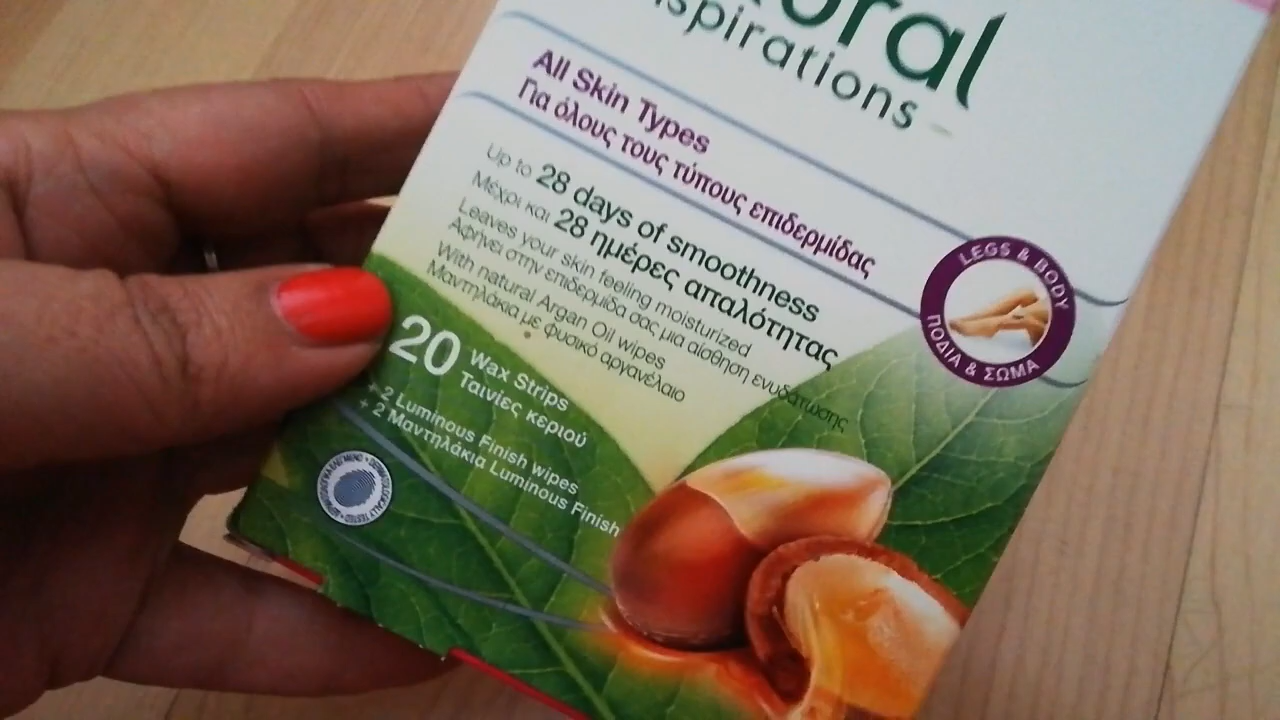 All Skin Types
Για όλους τους τύπους επιδερμίδας
Up to 28 days of smoothness
Μέχρι και 28 ημέρες απαλότητας
Leaves your skin feeling moisturized
Αφήνει στην επιδερμίδα σας μια αίσθηση ενυδάτωσης
With natural Argan Oil wipes
Μαντηλάκια με φυσικό αργανέλαιο
20 Wax Strips
Ταινίες κεριού
+ 2 Luminous Finish wipes
+ 2 Μαντηλάκια Luminous Finish
LEGS & BODY
ΠΟΔΙΑ & ΣΩΜΑ
DERMATOLOGICALLY TESTED